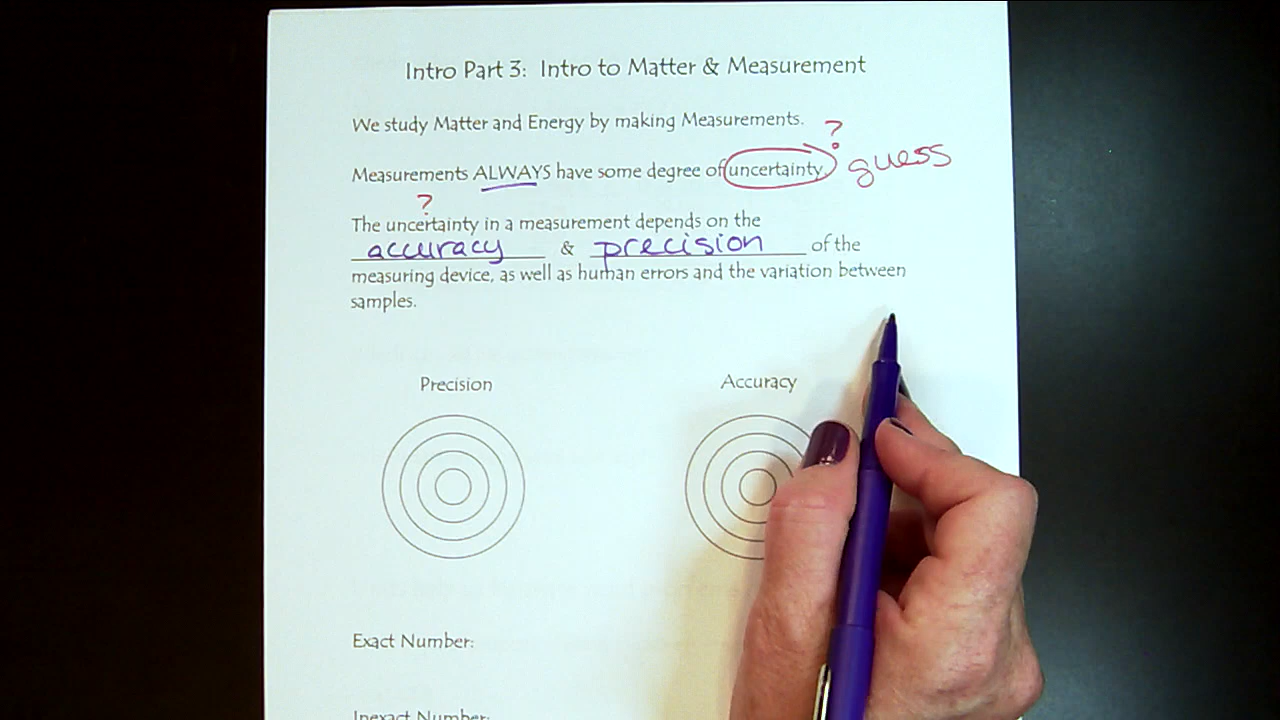 Intro Part 3: Intro to Matter & Measurement
We study Matter and Energy by making Measurements.
?
Measurements ALWAYS have some degree of uncertainty. guess
?
The uncertainty in a measurement depends on the
accuracy & precision of the
measuring device, as well as human errors and the variation between
samples.
Precision Accuracy
Exact Number:
Inexact Number: